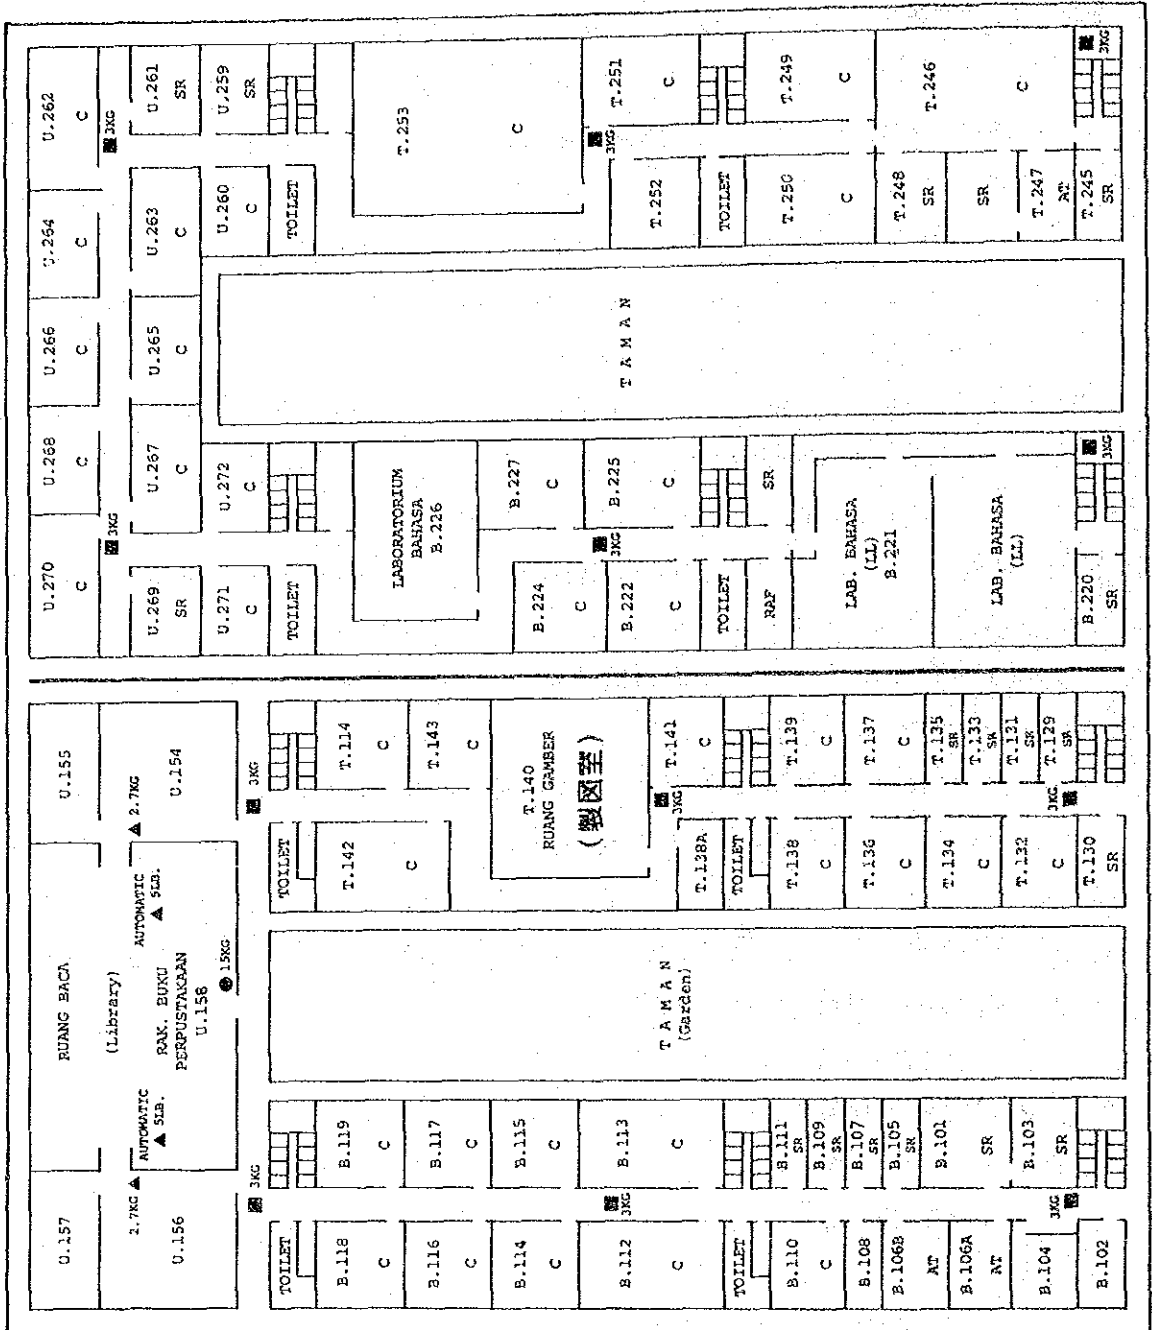 U.157
RUANG BACA
U.155
(Library)
2.7KG
AUTOMATIC
5LB.
AUTOMATIC
5LB.
2.7KG
U.156
RAK. BUKU
PERPUSTAKAAN
U.158
U.154
15KG
3KG
3KG
TOILET
TOILET
B.118
C
B.119
C
T.142
C
T.114
C
B.116
C
B.117
C
T.143
C
B.114
C
B.115
C
T.140
RUANG GAMBER
(製図室)
B.112
C
B.113
C
3KG
3KG
T.138A
T.141
C
TOILET
TOILET
T A M A N
(Garden)
B.110
C
B.111
SR
B.109
SR
T.138
C
T.139
C
B.108
B.107
SR
T.136
C
T.137
C
B.106B
AT
B.105
SR
B.106A
AT
B.101
SR
T.134
C
T.135
SR
T.133
SR
B.104
B.103
SR
T.132
C
T.131
SR
T.129
SR
3KG
3KG
B.102
T.130
SR
U.270
C
U.268
C
U.266
C
U.264
C
U.262
C
3KG
3KG
U.269
SR
U.267
C
U.265
C
U.263
C
U.261
SR
U.271
C
U.272
C
U.260
C
U.259
SR
TOILET
TOILET
LABORATORIUM
BAHASA
B.226
T.253
C
B.224
C
B.227
C
B.222
C
B.225
C
3KG
3KG
T.252
T.251
C
T A M A N
TOILET
TOILET
RAF
SR
T.250
C
T.249
C
LAB. BAHASA
(LL)
B.221
T.248
SR
T.246
C
LAB. BAHASA
(LL)
SR
T.247
AT
B.220
SR
3KG
T.245
SR
3KG